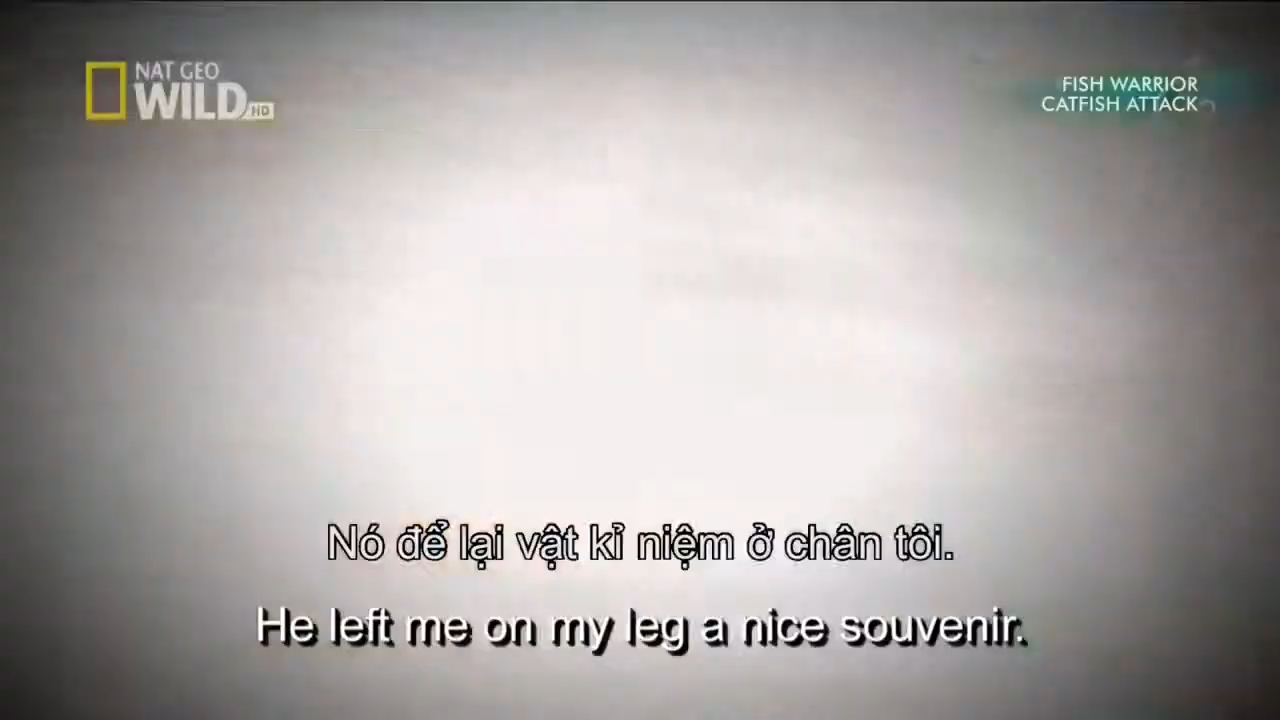 NAT GEO
WILD HD
FISH WARRIOR
CATFISH ATTACK
Nó để lại vật kỉ niệm ở chân tôi.
He left me on my leg a nice souvenir.